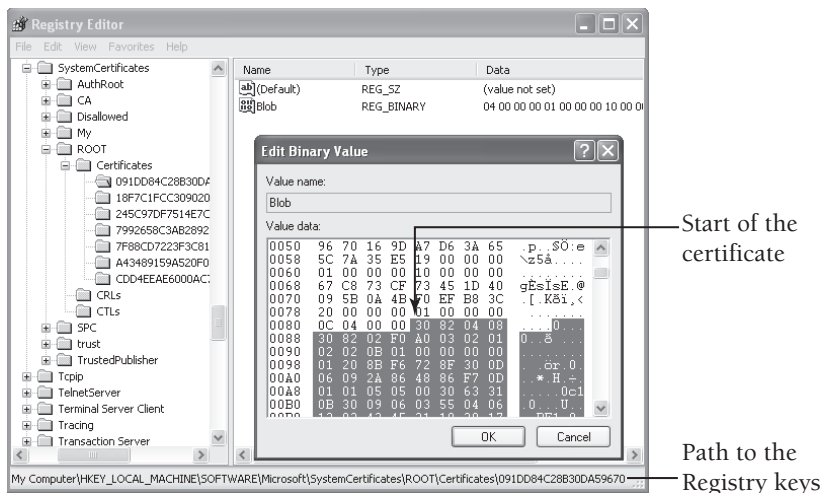 Registry Editor
File Edit View Favorites Help
SystemCertificates
AuthRoot
CA
Disallowed
My
ROOT
Certificates
091DD84C28B30DA
18F7C1FCC309020
245C97DF7514E7C
7992658C3AB2892
7F88CD7223F3C81
A43489159A520F0
CDD4EEAE6000AC7
CRLs
CTLs
SPC
trust
TrustedPublisher
Tcpip
TelnetServer
Terminal Server Client
Tracing
Transaction Server
Name Type Data
(Default) REG_SZ (value not set)
Blob REG_BINARY 04 00 00 00 01 00 00 00 10 00 00
Edit Binary Value
Value name:
Blob
Value data:
0050 96 70 16 9D A7 D6 3A 65 .p..SÖ:e
0058 5C 7A 35 E5 19 00 00 00 \z5å....
0060 01 00 00 00 10 00 00 00 ........
0068 67 C8 73 CF 73 45 1D 40 gÈsÏsE.@
0070 09 5B 0A 4B F0 EF B8 3C .[.Kðï¸<
0078 20 00 00 00 01 00 00 00 .......
0080 0C 04 00 00 30 82 04 08 ....0...
0088 30 82 02 F0 A0 03 02 01 0..ð ...
0090 02 02 0B 01 00 00 00 00 ........
0098 01 20 8B F6 72 8F 30 0D . .ör.0.
00A0 06 09 2A 86 48 86 F7 0D ..*.H.÷.
00A8 01 01 05 05 00 30 63 31 .....0c1
00B0 0B 30 09 06 03 55 04 06 .0...U..
OK Cancel
Start of the
certificate
My Computer\HKEY_LOCAL_MACHINE\SOFTWARE\Microsoft\SystemCertificates\ROOT\Certificates\091DD84C28B30DA59670
Path to the
Registry keys